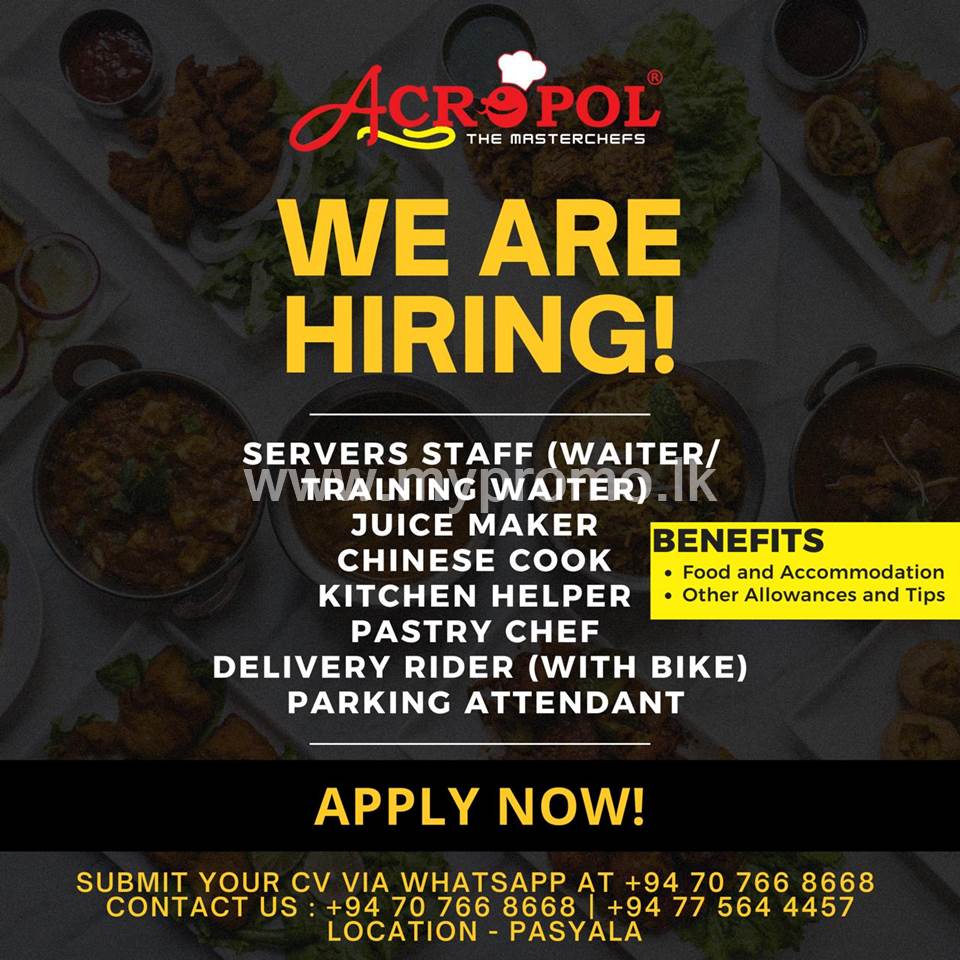 ACROPOL®
THE MASTERCHEFS
WE ARE
HIRING!
SERVERS STAFF (WAITER/
TRAINING WAITER)
www.mypromo.lk
JUICE MAKER
CHINESE COOK
KITCHEN HELPER
PASTRY CHEF
DELIVERY RIDER (WITH BIKE)
PARKING ATTENDANT
BENEFITS
• Food and Accommodation
• Other Allowances and Tips
APPLY NOW!
SUBMIT YOUR CV VIA WHATSAPP AT +94 70 766 8668
CONTACT US : +94 70 766 8668 | +94 77 564 4457
LOCATION - PASYALA